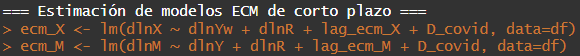 === Estimación de modelos ECM de corto plazo ===
> ecm_X <- lm(dlnX ~ dlnYw + dlnR + lag_ecm_X + D_covid, data=df)
> ecm_M <- lm(dlnM ~ dlnY + dlnR + lag_ecm_M + D_covid, data=df)